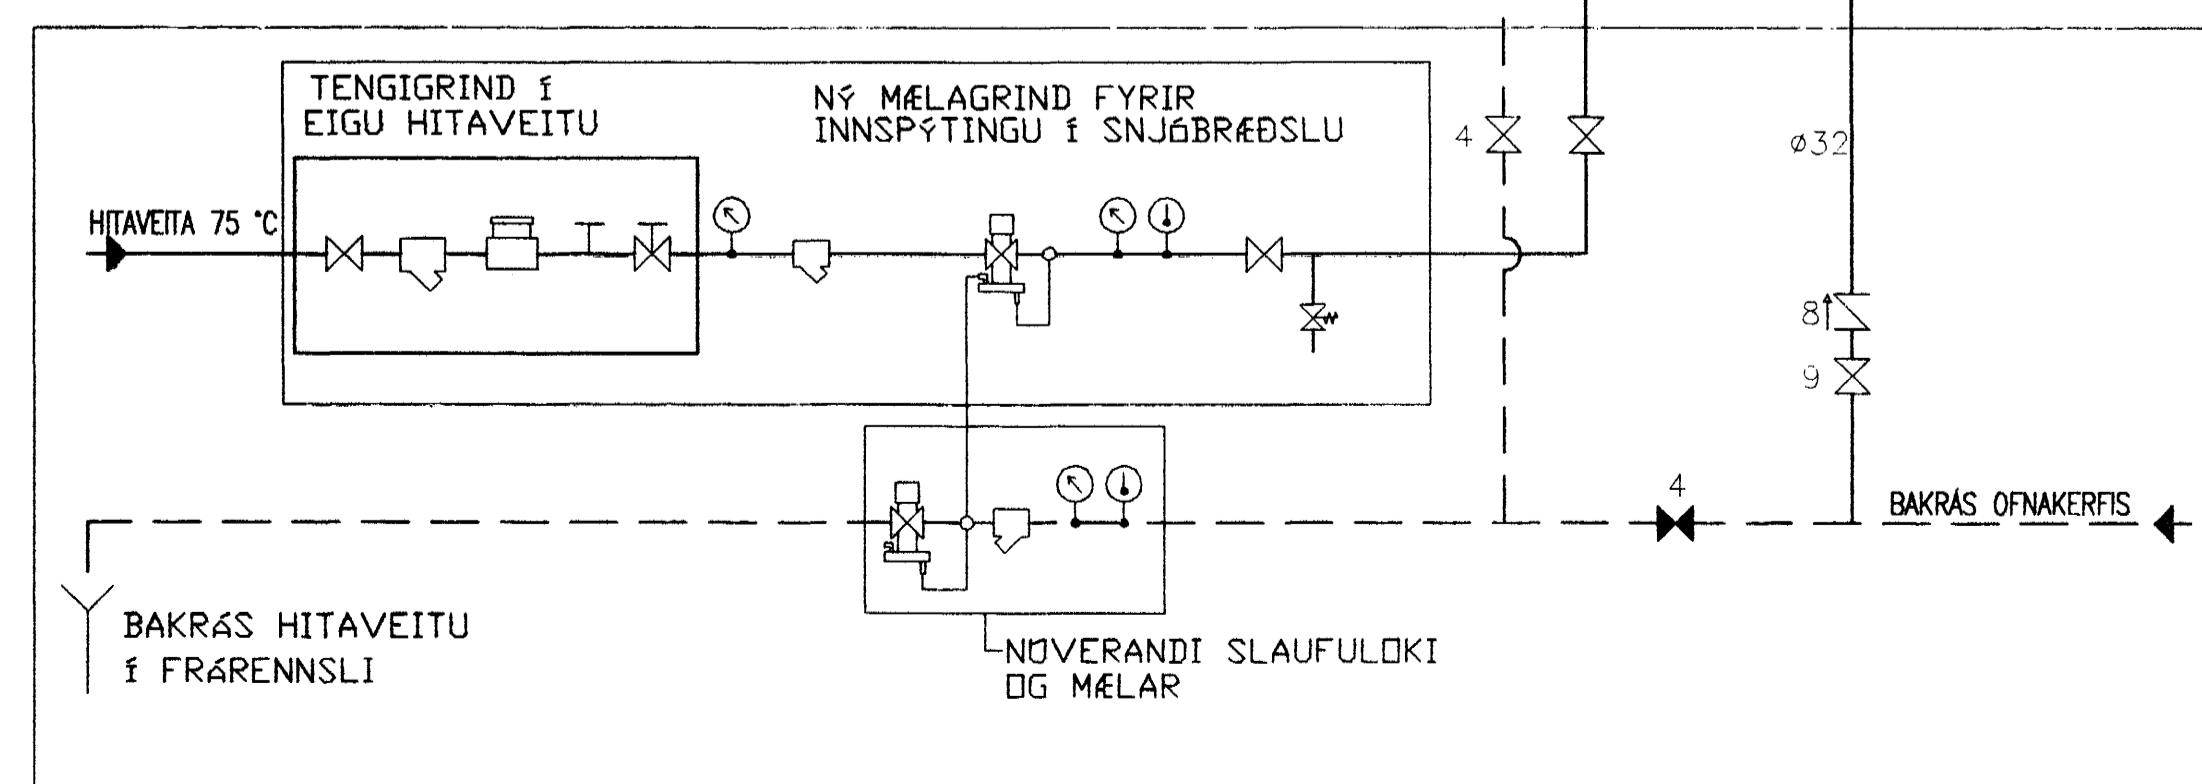 TENGIGRIND Í
EIGU HITAVEITU
NÝ MÆLAGRIND FYRIR
INNSPÝTINGU Í SNJÓBRÆÐSLU
4
ø32
HITAVEITA 75 °C
8
9
4
BAKRÁS OFNAKERFIS
BAKRÁS HITAVEITU
Í FRÁRENNSLI
NÚVERANDI SLAUFULOKI
OG MÆLAR